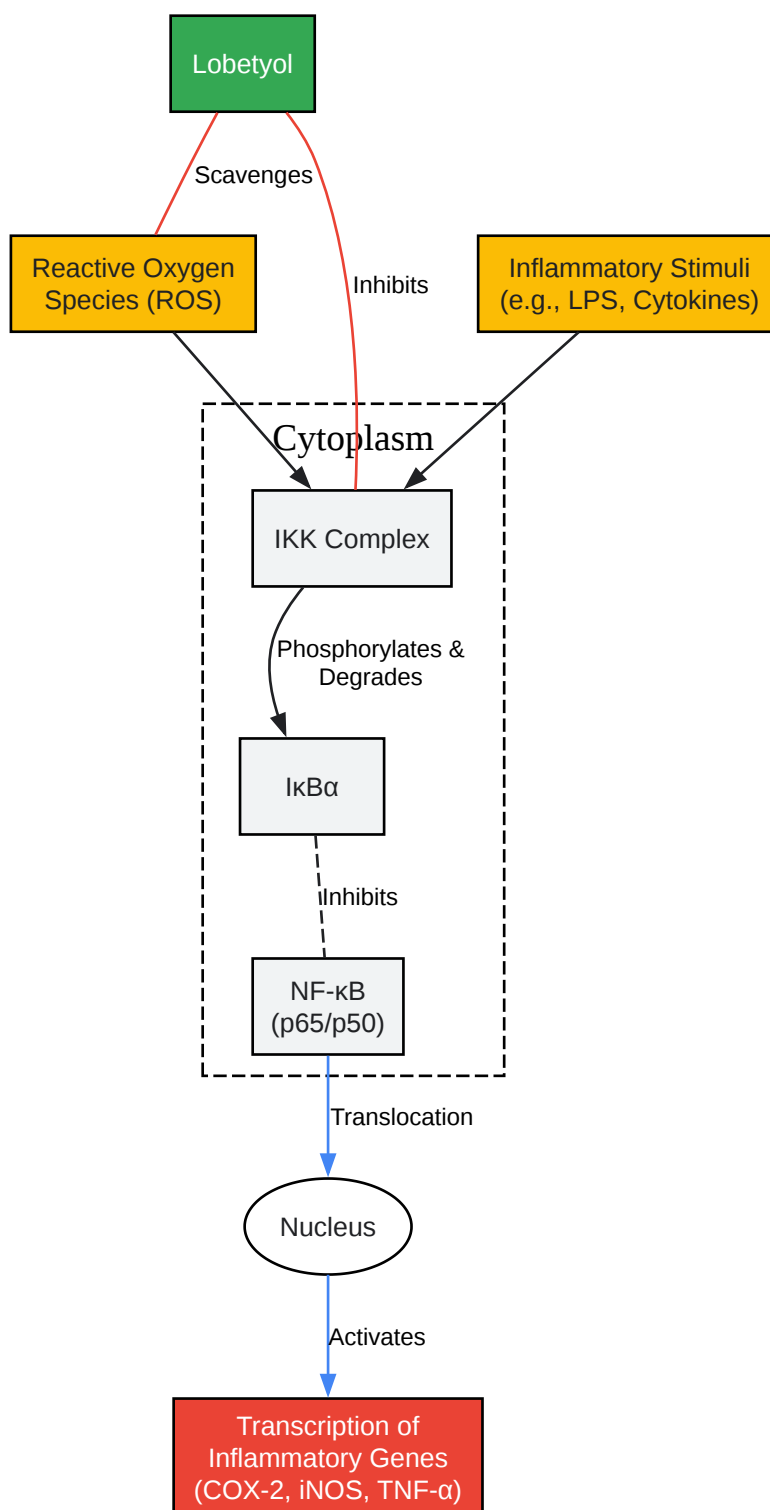 Lobetyol
Scavenges
Reactive Oxygen
Species (ROS)
Inhibits
Inflammatory Stimuli
(e.g., LPS, Cytokines)
Cytoplasm
IKK Complex
Phosphorylates &
Degrades
IκBα
Inhibits
NF-κB
(p65/p50)
Translocation
Nucleus
Activates
Transcription of
Inflammatory Genes
(COX-2, iNOS, TNF-α)